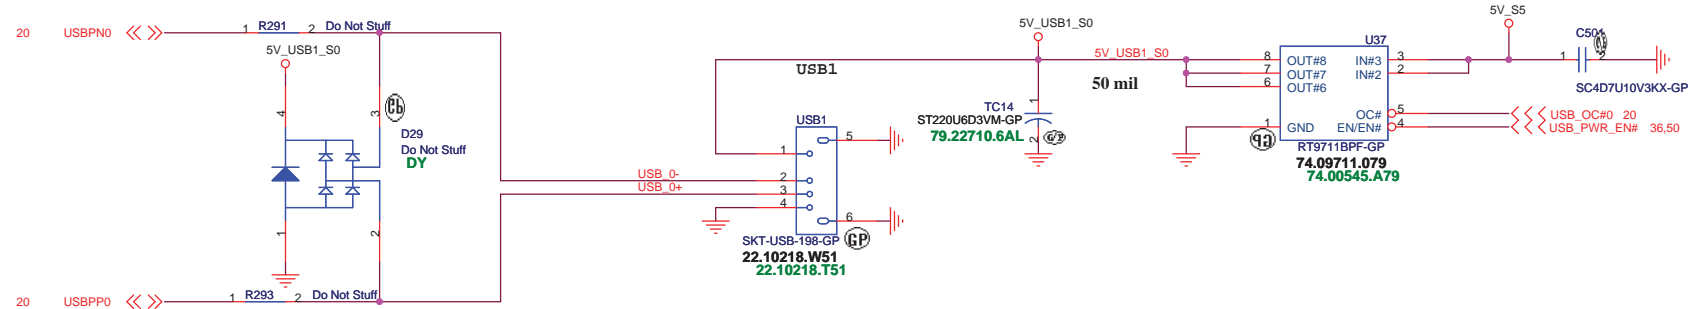 20 USBPN0
1 R291 2 Do Not Stuff
5V_USB1_S0
4
3
D29
Do Not Stuff
DY
1
2
20 USBPP0
1 R293 2 Do Not Stuff
USB_0-
USB_0+
USB1
USB1
1
2
3
4
5
6
SKT-USB-198-GP
GP
22.10218.W51
22.10218.T51
5V_USB1_S0
5V_USB1_S0
50 mil
1
TC14
ST220U6D3VM-GP
79.22710.6AL
2
GP
U37
8 OUT#8 IN#3 3
7 OUT#7 IN#2 2
6 OUT#6
OC# 5
1 GND EN/EN# 4
RT9711BPF-GP
74.09711.079
74.00545.A79
5V_S5
C501
1
2
SC4D7U10V3KX-GP
USB_OC#0 20
USB_PWR_EN# 36,50